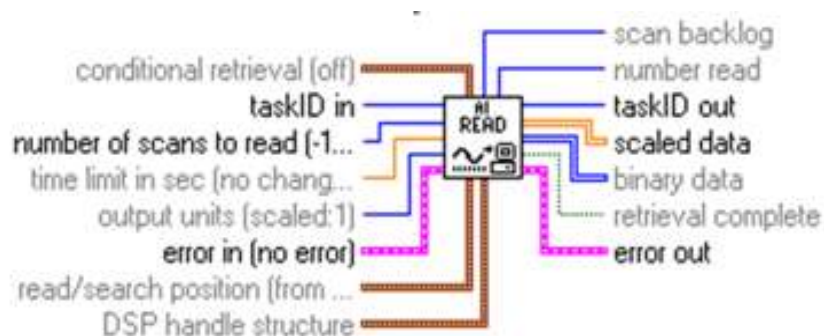 scan backlog
conditional retrieval (off)
number read
taskID in
AI
READ
taskID out
number of scans to read (-1...
scaled data
time limit in sec (no chang...
binary data
output units (scaled:1)
retrieval complete
error in (no error)
error out
read/search position (from ...
DSP handle structure